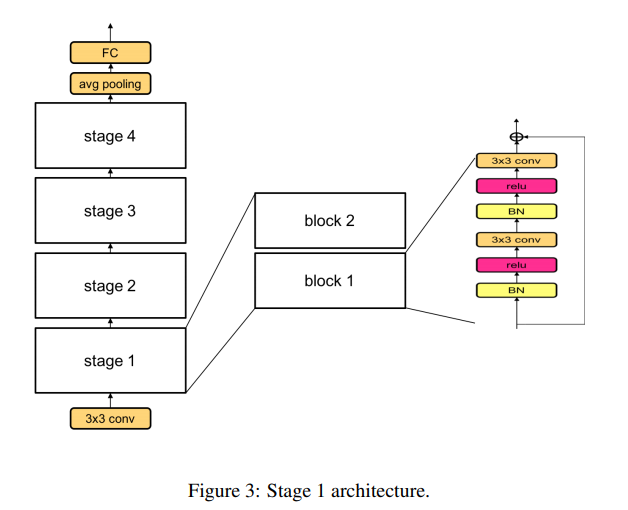 FC
avg pooling
stage 4
stage 3
stage 2
stage 1
3x3 conv
block 2
block 1
3x3 conv
relu
BN
3x3 conv
relu
BN
Figure 3: Stage 1 architecture.